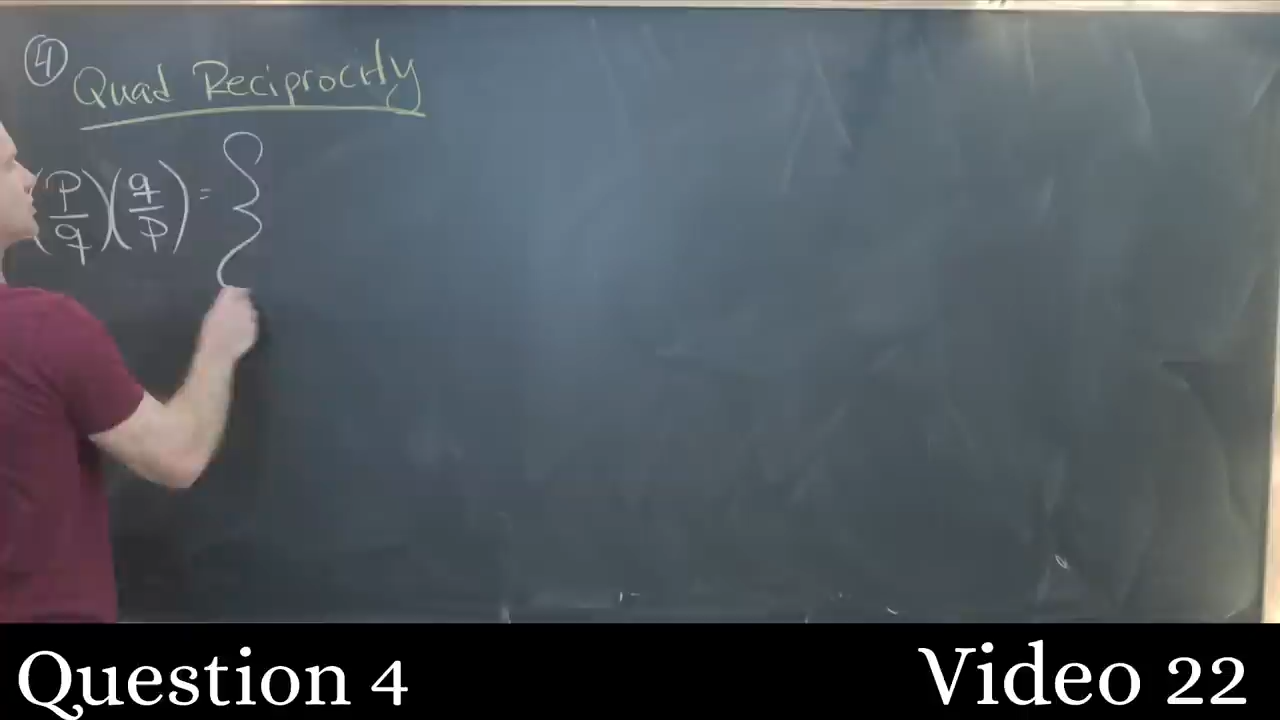 ④ Quad Reciprocity
(p/q)(q/p) = {
Question 4
Video 22